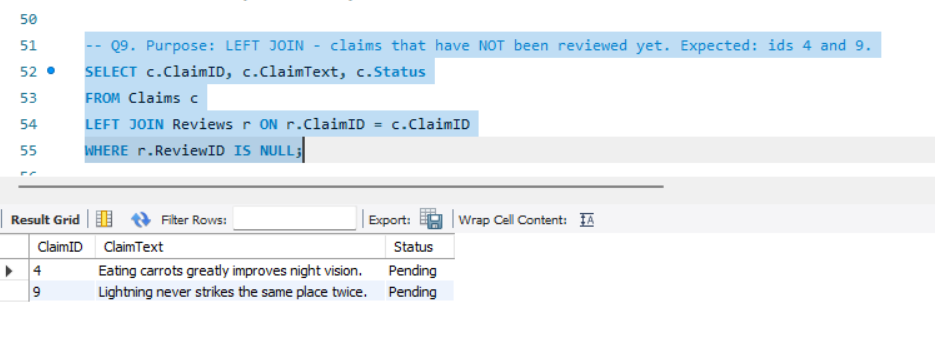 50
51 -- Q9. Purpose: LEFT JOIN - claims that have NOT been reviewed yet. Expected: ids 4 and 9.
52 SELECT c.ClaimID, c.ClaimText, c.Status
53 FROM Claims c
54 LEFT JOIN Reviews r ON r.ClaimID = c.ClaimID
55 WHERE r.ReviewID IS NULL;
Result Grid Filter Rows: Export: Wrap Cell Content:
ClaimID ClaimText Status
4 Eating carrots greatly improves night vision. Pending
9 Lightning never strikes the same place twice. Pending